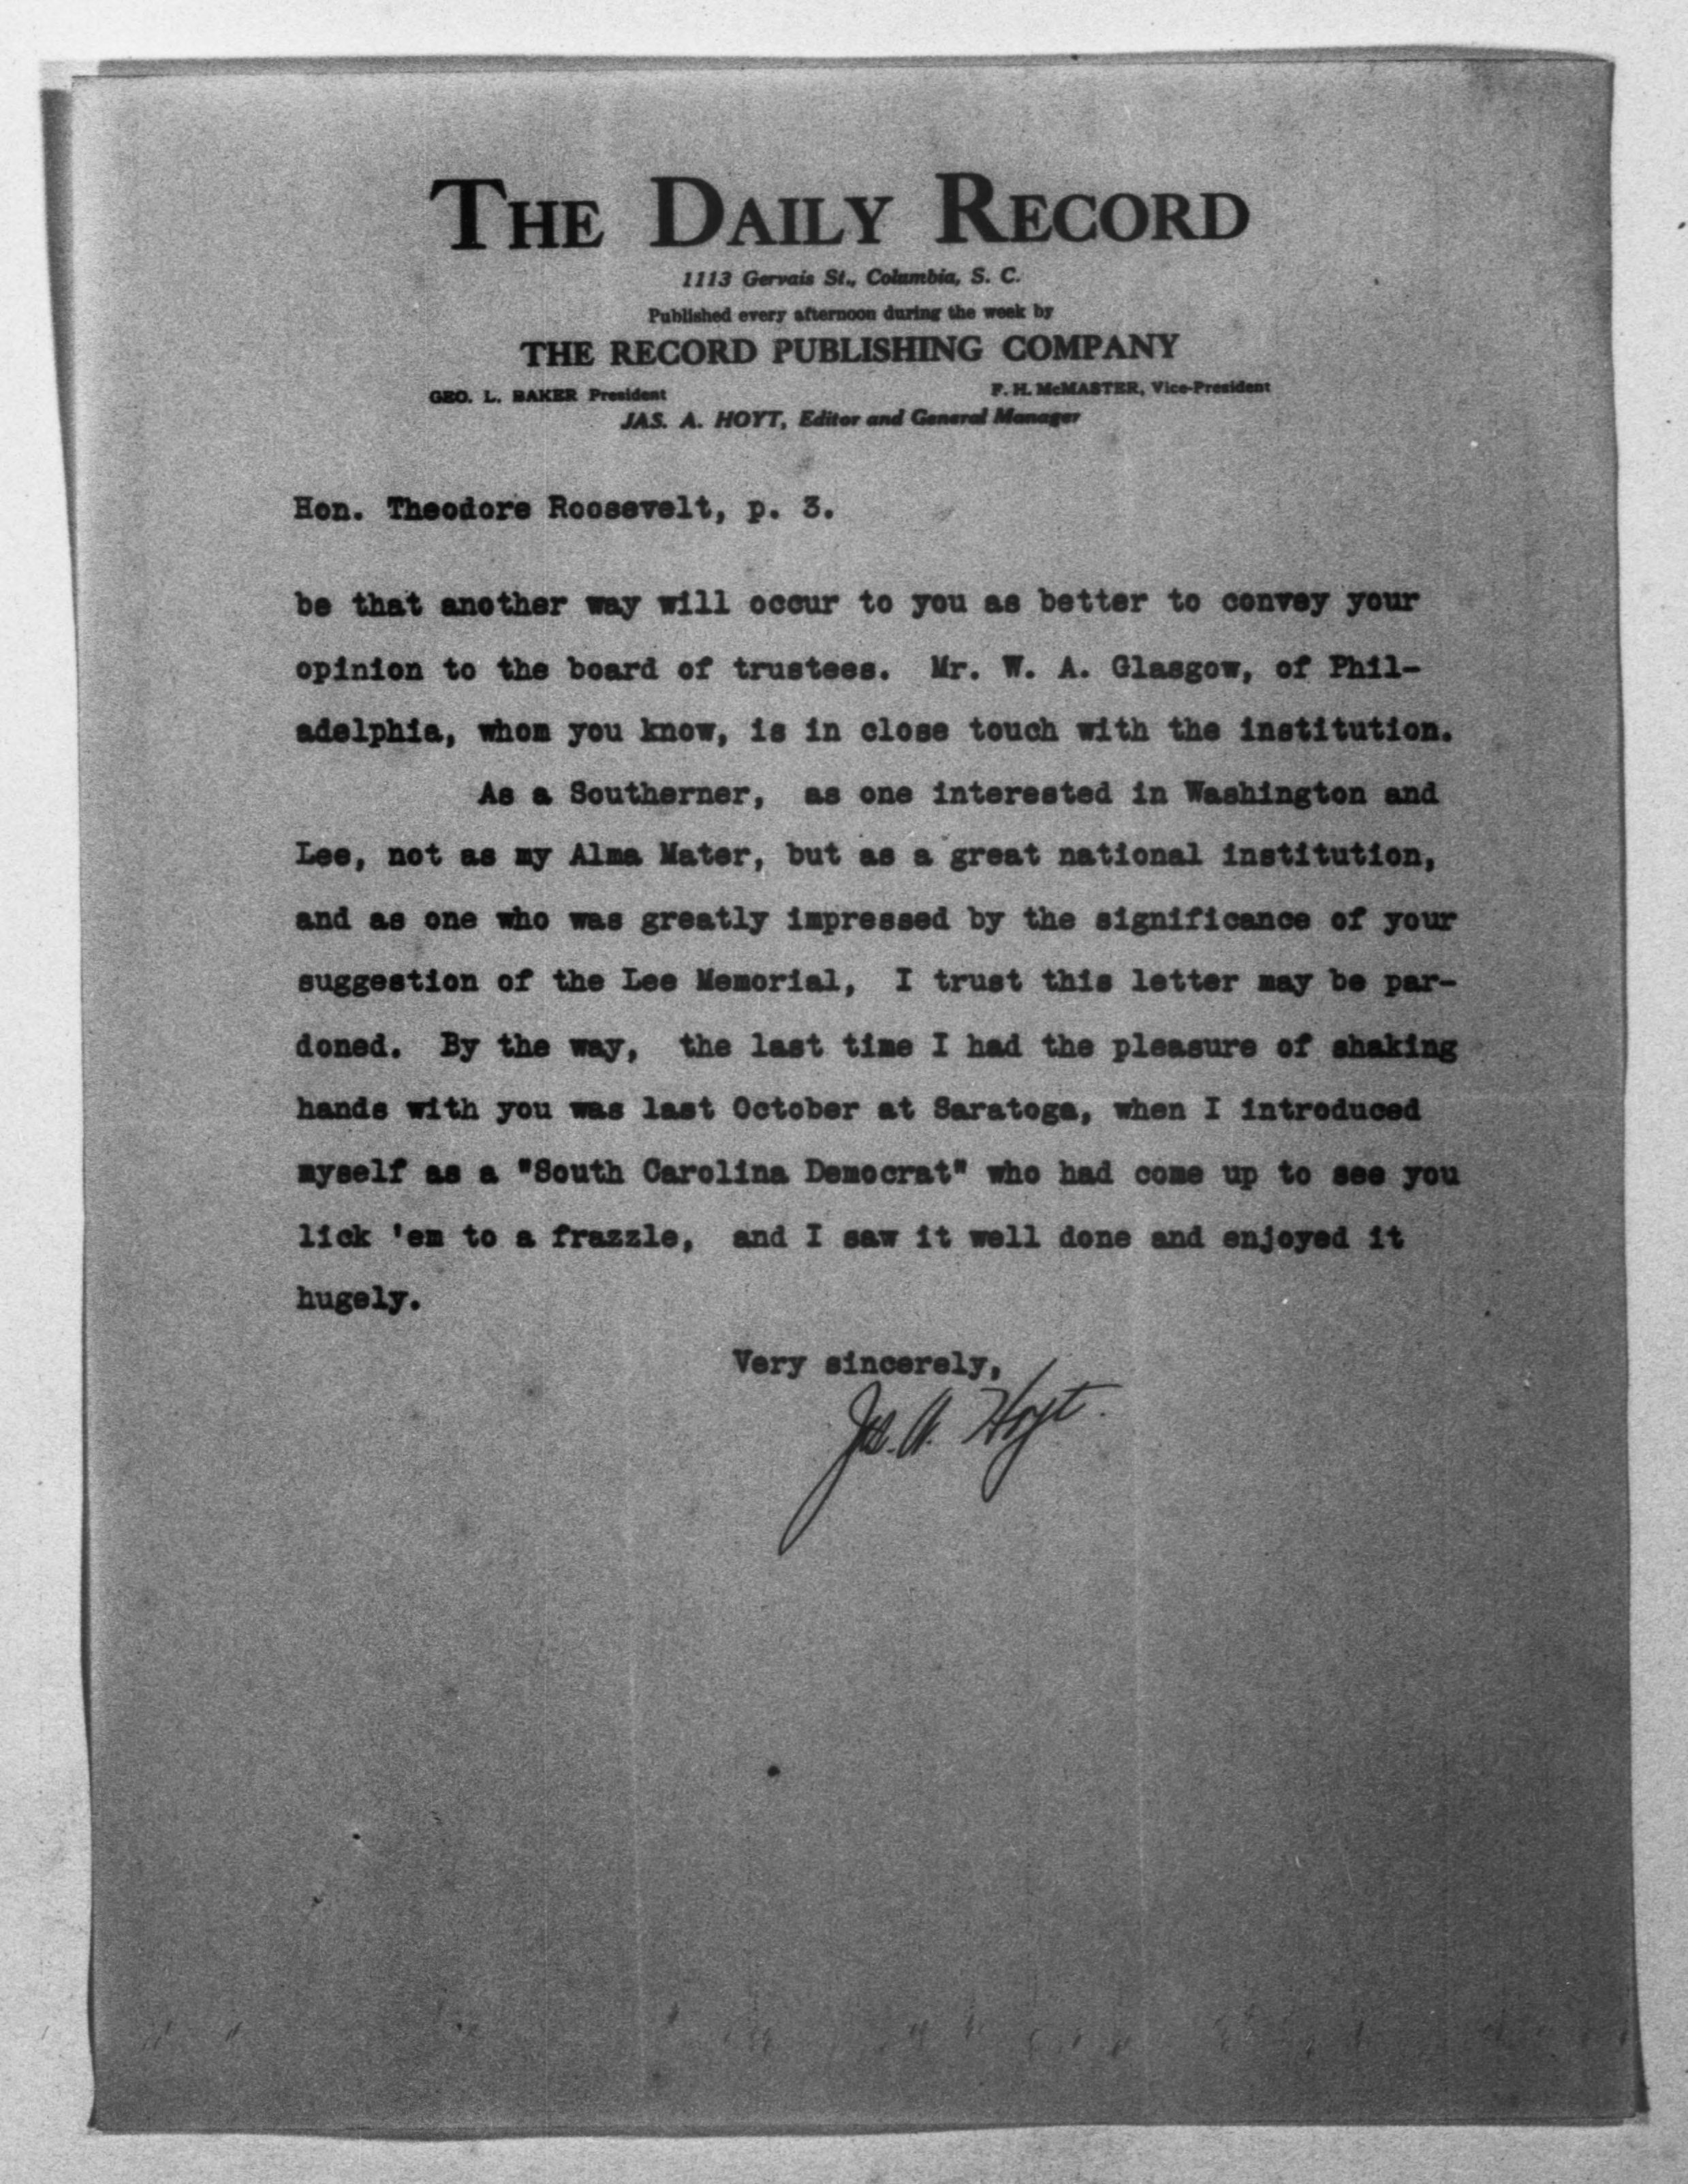 THE DAILY RECORD
1113 Gervais St., Columbia, S. C.
Published every afternoon during the week by
THE RECORD PUBLISHING COMPANY
GEO. L. BAKER President F. H. McMASTER, Vice-President
JAS. A. HOYT, Editor and General Manager
Hon. Theodore Roosevelt, p. 3.
be that another way will occur to you as better to convey your
opinion to the board of trustees. Mr. W. A. Glasgow, of Phil-
adelphia, whom you know, is in close touch with the institution.
As a Southerner, as one interested in Washington and
Lee, not as my Alma Mater, but as a great national institution,
and as one who was greatly impressed by the significance of your
suggestion of the Lee Memorial, I trust this letter may be par-
doned. By the way, the last time I had the pleasure of shaking
hands with you was last October at Saratoga, when I introduced
myself as a "South Carolina Democrat" who had come up to see you
lick 'em to a frazzle, and I saw it well done and enjoyed it
hugely.
Very sincerely,
Jas. A. Hoyt.